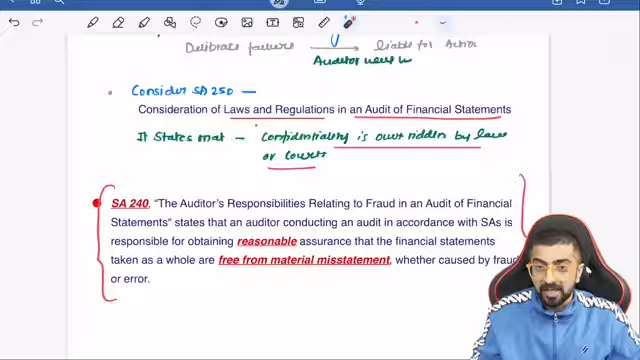 Deliberate failure → liable for Action
Auditor
Consider SA 250 —
Consideration of Laws and Regulations in an Audit of Financial Statements
It States that — Confidentiality is overridden by laws
or Courts
SA 240, "The Auditor's Responsibilities Relating to Fraud in an Audit of Financial
Statements" states that an auditor conducting an audit in accordance with SAs is
responsible for obtaining reasonable assurance that the financial statements
taken as a whole are free from material misstatement, whether caused by fraud
or error.